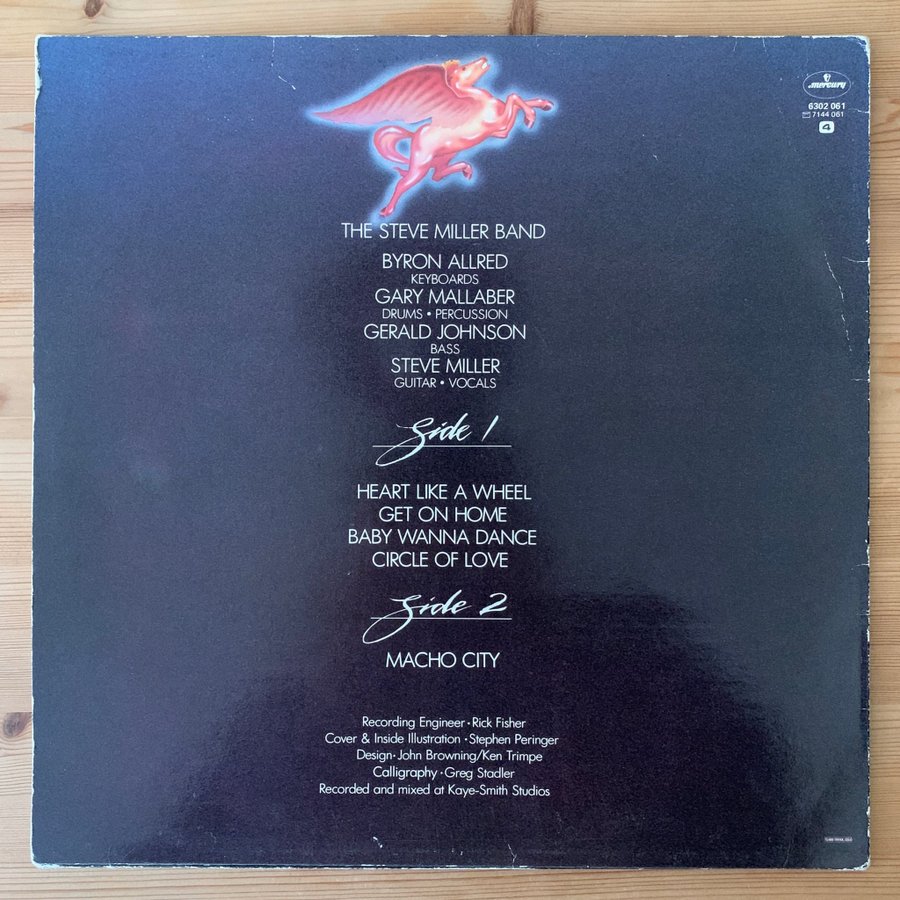 mercury
6302 061
7144 061
4
THE STEVE MILLER BAND
BYRON ALLRED
KEYBOARDS
GARY MALLABER
DRUMS • PERCUSSION
GERALD JOHNSON
BASS
STEVE MILLER
GUITAR • VOCALS
Side 1
HEART LIKE A WHEEL
GET ON HOME
BABY WANNA DANCE
CIRCLE OF LOVE
Side 2
MACHO CITY
Recording Engineer • Rick Fisher
Cover & Inside Illustration • Stephen Peringer
Design • John Browning/Ken Trimpe
Calligraphy • Greg Stadler
Recorded and mixed at Kaye-Smith Studios